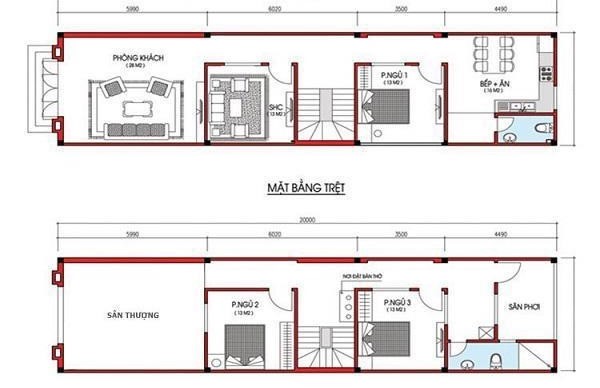 5990 6020 3500 4490
PHÒNG KHÁCH
( 28 M2 )
SHC
( 13 M2 )
P.NGỦ 1
( 13 M2 )
BẾP + ĂN
( 16 M2 )
MẶT BẰNG TRỆT
20000
5990 6020 3500 4490
SÂN THƯỢNG
P.NGỦ 2
( 13 M2 )
NƠI ĐẶT BÀN THỜ
P.NGỦ 3
( 13 M2 )
SÂN PHƠI